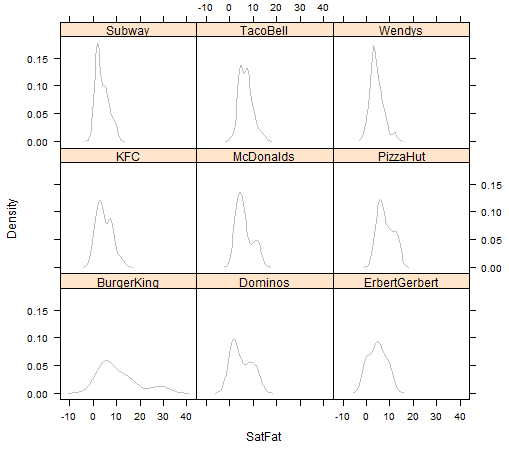 -10 0 10 20 30 40
Subway TacoBell Wendys
0.15
0.10
0.05
0.00
KFC McDonalds PizzaHut
0.15
0.10
0.05
0.00
BurgerKing Dominos ErbertGerbert
0.15
0.10
0.05
0.00
-10 0 10 20 30 40 -10 0 10 20 30 40
Density
SatFat